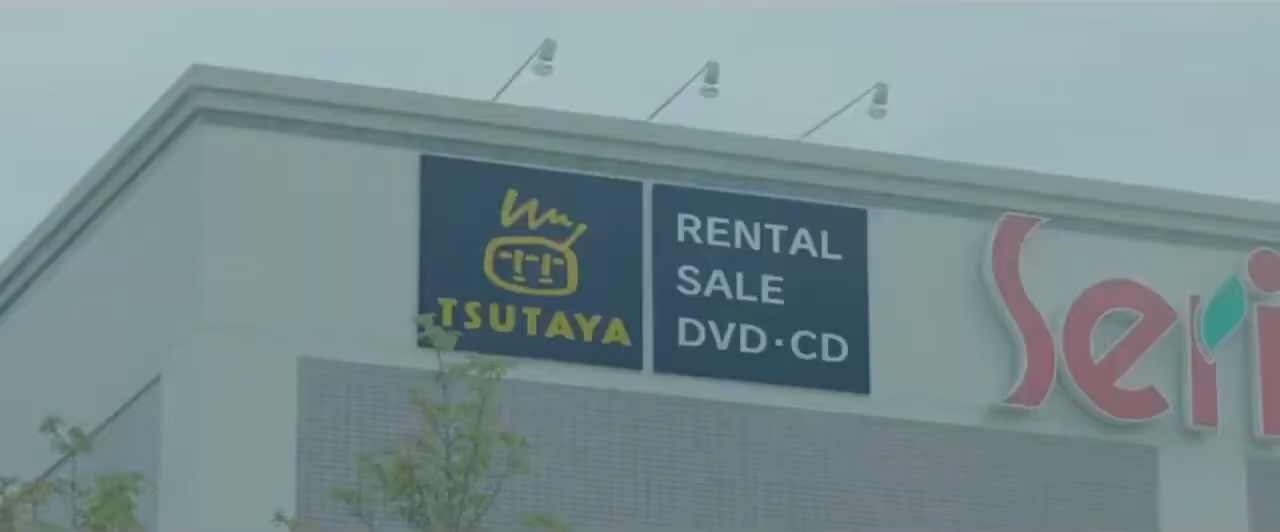 TSUTAYA
RENTAL
SALE
DVD・CD
Seri